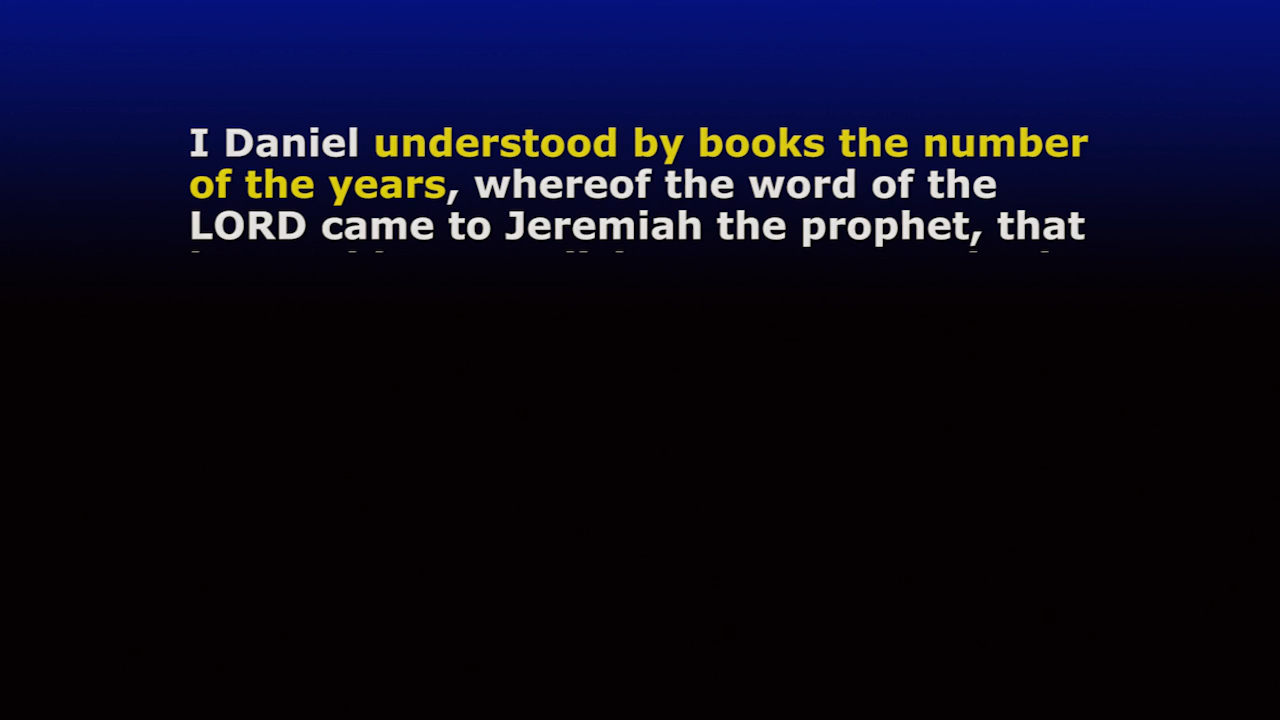 I Daniel understood by books the number
of the years, whereof the word of the
LORD came to Jeremiah the prophet, that